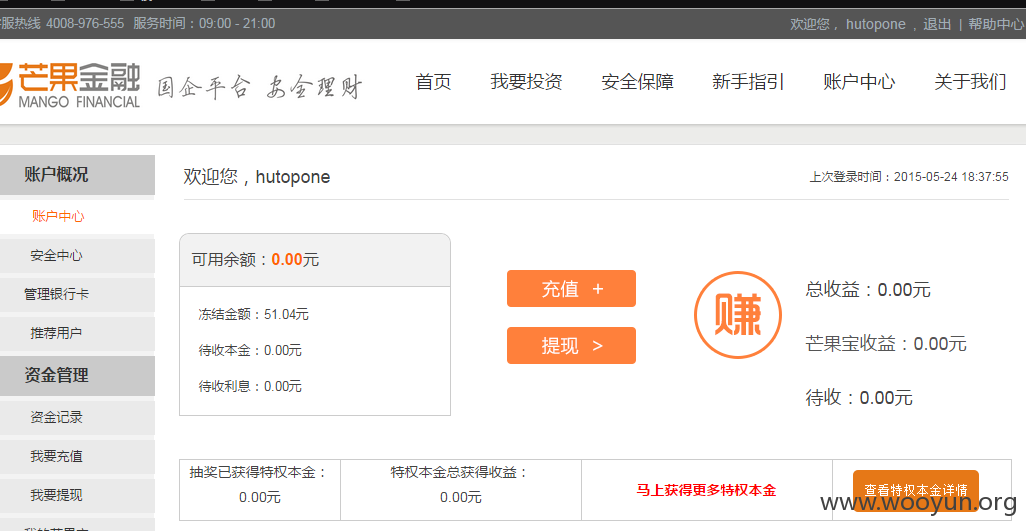 服热线 4008-976-555 服务时间：09:00 - 21:00
欢迎您， hutopone ，退出 | 帮助中心
芒果金融
MANGO FINANCIAL
国企平台 安全理财
首页 我要投资 安全保障 新手指引 账户中心 关于我们
账户概况
账户中心
安全中心
管理银行卡
推荐用户
资金管理
资金记录
我要充值
我要提现
欢迎您，hutopone
上次登录时间：2015-05-24 18:37:55
可用余额：0.00元
冻结金额：51.04元
待收本金：0.00元
待收利息：0.00元
充值 +
提现 >
赚
总收益：0.00元
芒果宝收益：0.00元
待收：0.00元
抽奖已获得特权本金：
0.00元
特权本金总获得收益：
0.00元
马上获得更多特权本金
查看特权本金详情
www.wooyun.org